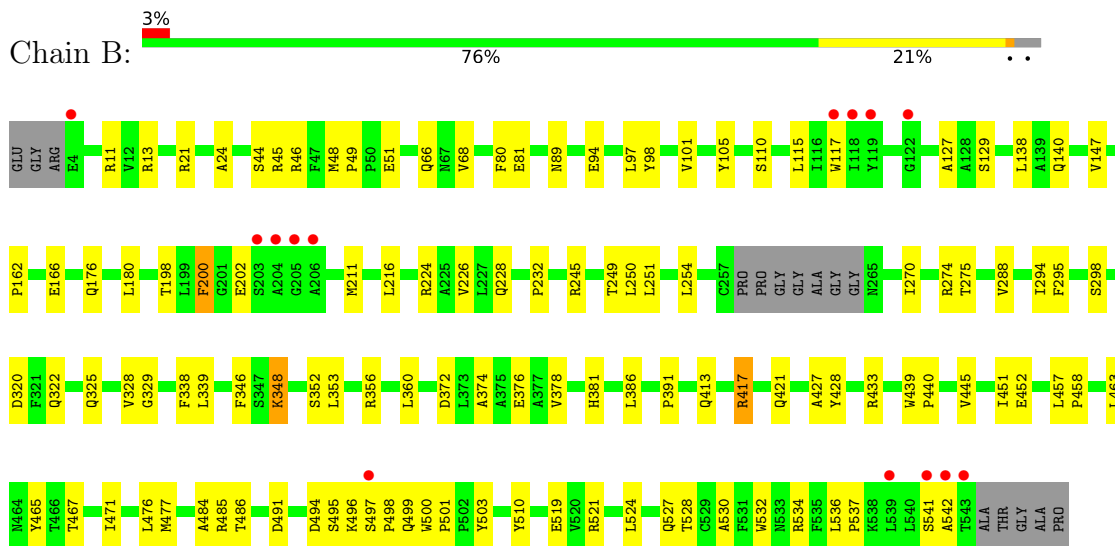 3%
Chain B:
76% 21% • •
GLU GLY ARG E4 R11 V12 R13 R21 A24 S44 R45 R46 F47 M48 P49 P50 E51 Q66 N67 V68 F80 E81 N89 E94 L97 Y98 V101 Y105 S110 L115 I116 W117 I118 Y119 G122 A127 A128 S129 L138 A139 Q140 V147
P162 E166 Q176 L180 T198 L199 F200 G201 E202 S203 A204 G205 A206 M211 L216 R224 A225 V226 L227 Q228 P232 R245 T249 L250 L251 L254 C257 PRO PRO GLY GLY ALA GLY GLY N265 I270 R274 T275 V288 I294 F295 S298
D320 F321 Q322 Q325 V328 G329 F338 L339 F346 S347 K348 S352 L353 R356 L360 D372 L373 A374 A375 E376 A377 V378 H381 L386 P391 Q413 R417 Q421 A427 Y428 R433 W439 P440 V445 I451 E452 L457 P458 L463
N464 Y465 T466 T467 I471 L476 M477 A484 R485 T486 D491 D494 S495 K496 S497 P498 Q499 W500 P501 P502 Y503 Y510 E519 V520 R521 L524 Q527 T528 C529 A530 F531 W532 N533 R534 F535 L536 P537 K538 L539 L540 S541 A542 T543 ALA THR GLY ALA PRO